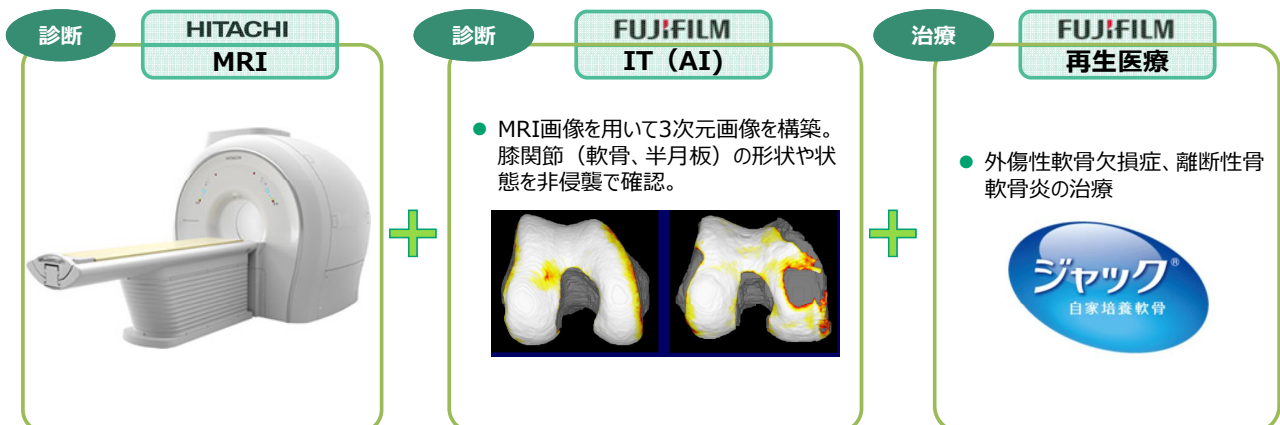 診断
HITACHI
MRI
HITACHI
診断
FUJIFILM
IT（AI)
● MRI画像を用いて3次元画像を構築。
膝関節（軟骨、半月板）の形状や状
態を非侵襲で確認。
治療
FUJIFILM
再生医療
● 外傷性軟骨欠損症、離断性骨
軟骨炎の治療
ジャック®
自家培養軟骨